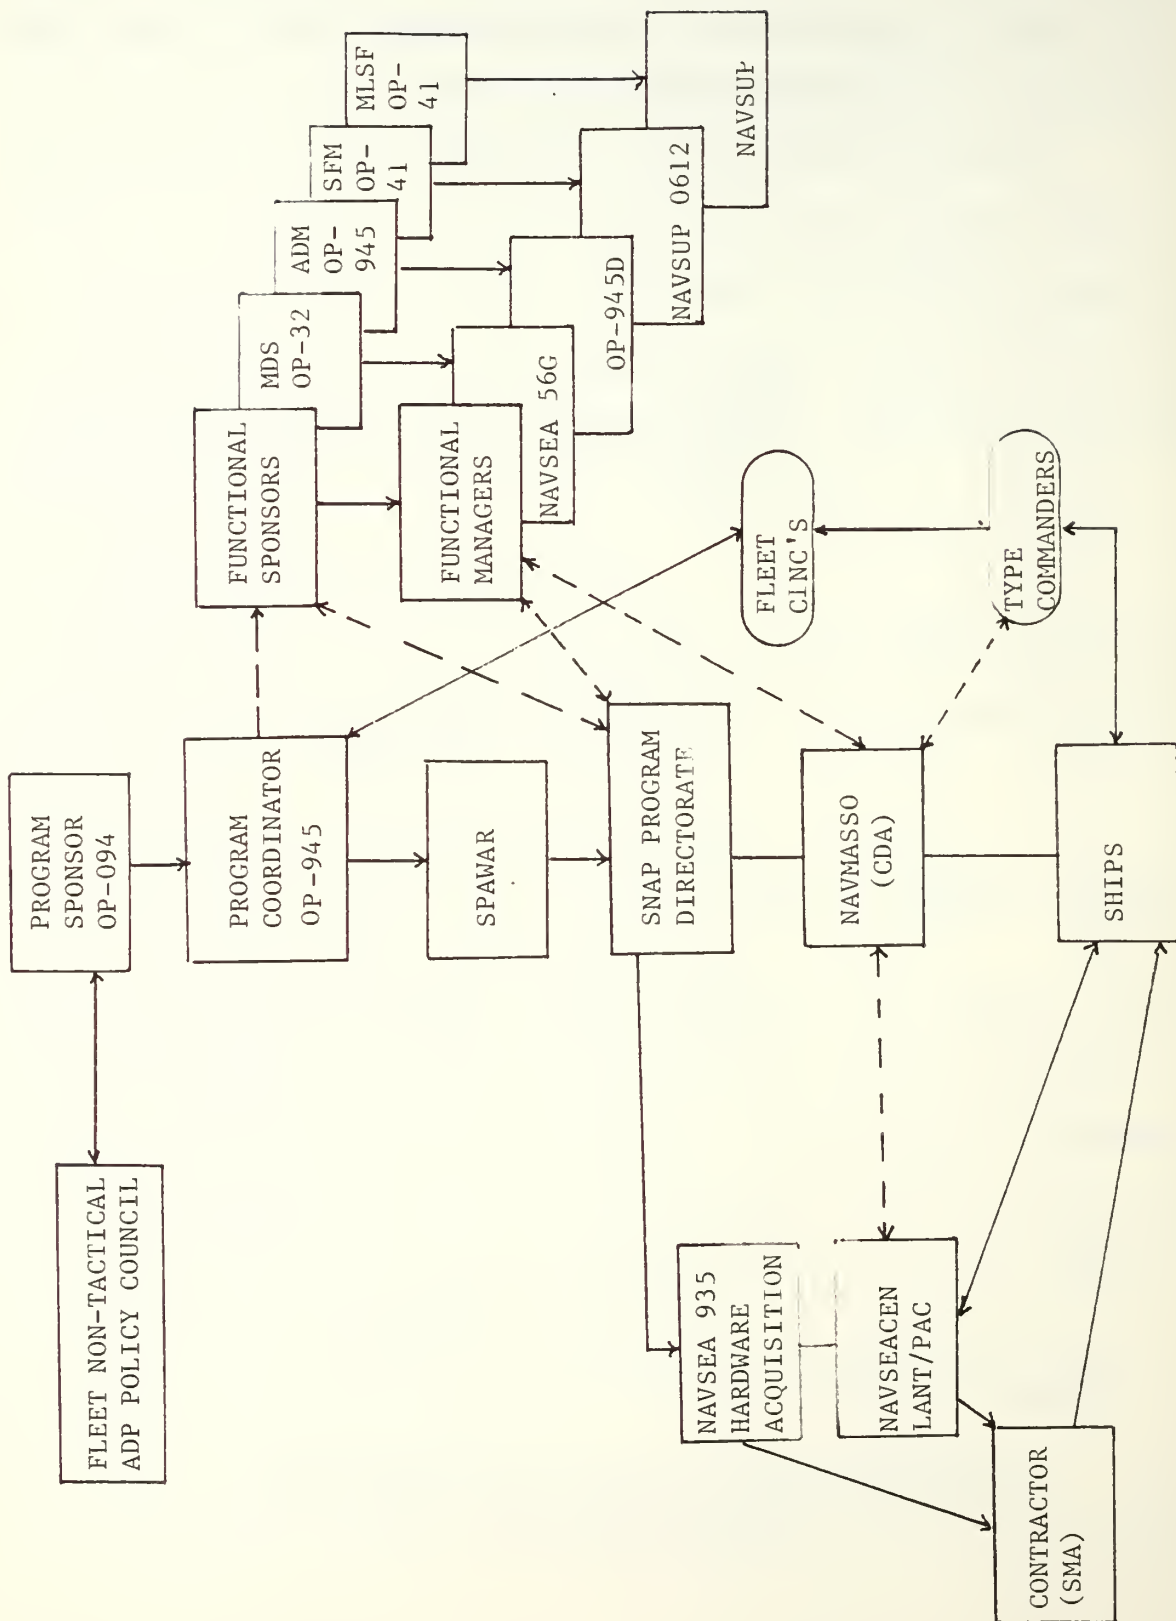 FLEET NON-TACTICAL
ADP POLICY COUNCIL
PROGRAM
SPONSOR
OP-094
PROGRAM
COORDINATOR
OP-945
FUNCTIONAL
SPONSORS
MDS
OP-32
ADM
OP-
945
SFM
OP-
41
MLSF
OP-
41
SPAWAR
FUNCTIONAL
MANAGERS
NAVSEA 56G
OP-945D
NAVSUP 0612
NAVSUP
SNAP PROGRAM
DIRECTORATE
NAVSEA 935
HARDWARE
ACQUISITION
NAVMASSO
(CDA)
FLEET
CINC'S
NAVSEACEN
LANT/PAC
TYPE
COMMANDERS
CONTRACTOR
(SMA)
SHIPS